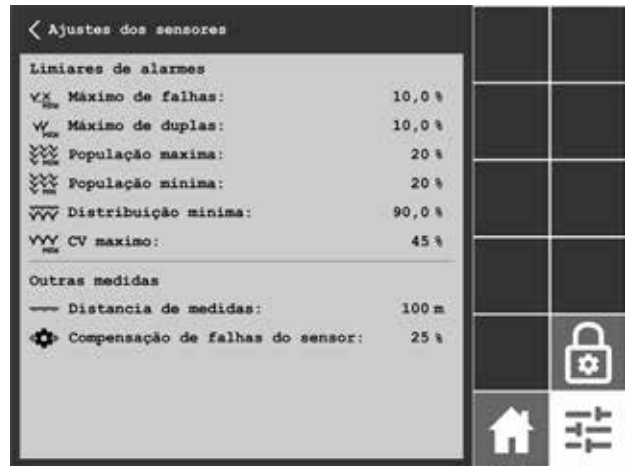 Ajustes dos sensores
Limiares de alarmes
Máximo de falhas: 10,0 %
Máximo de duplas: 10,0 %
População maxima: 20 %
População minima: 20 %
Distribuição minima: 90,0 %
CV maximo: 45 %
Outras medidas
Distancia de medidas: 100 m
Compensação de falhas do sensor: 25 %